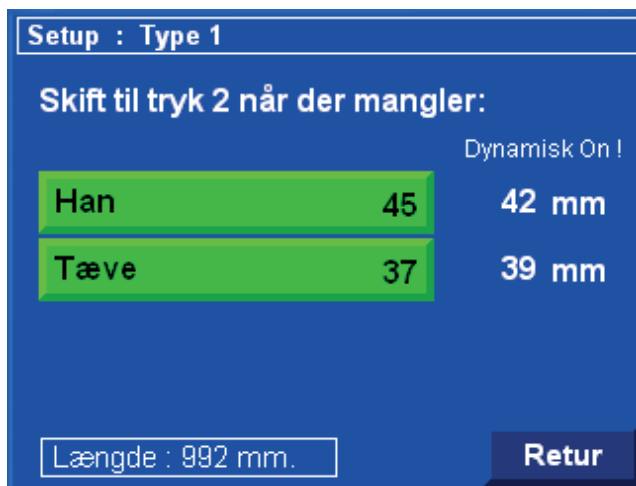 Setup : Type 1
Skift til tryk 2 når der mangler:
Dynamisk On !
Han 45 42 mm
Tæve 37 39 mm
Længde : 992 mm.
Retur